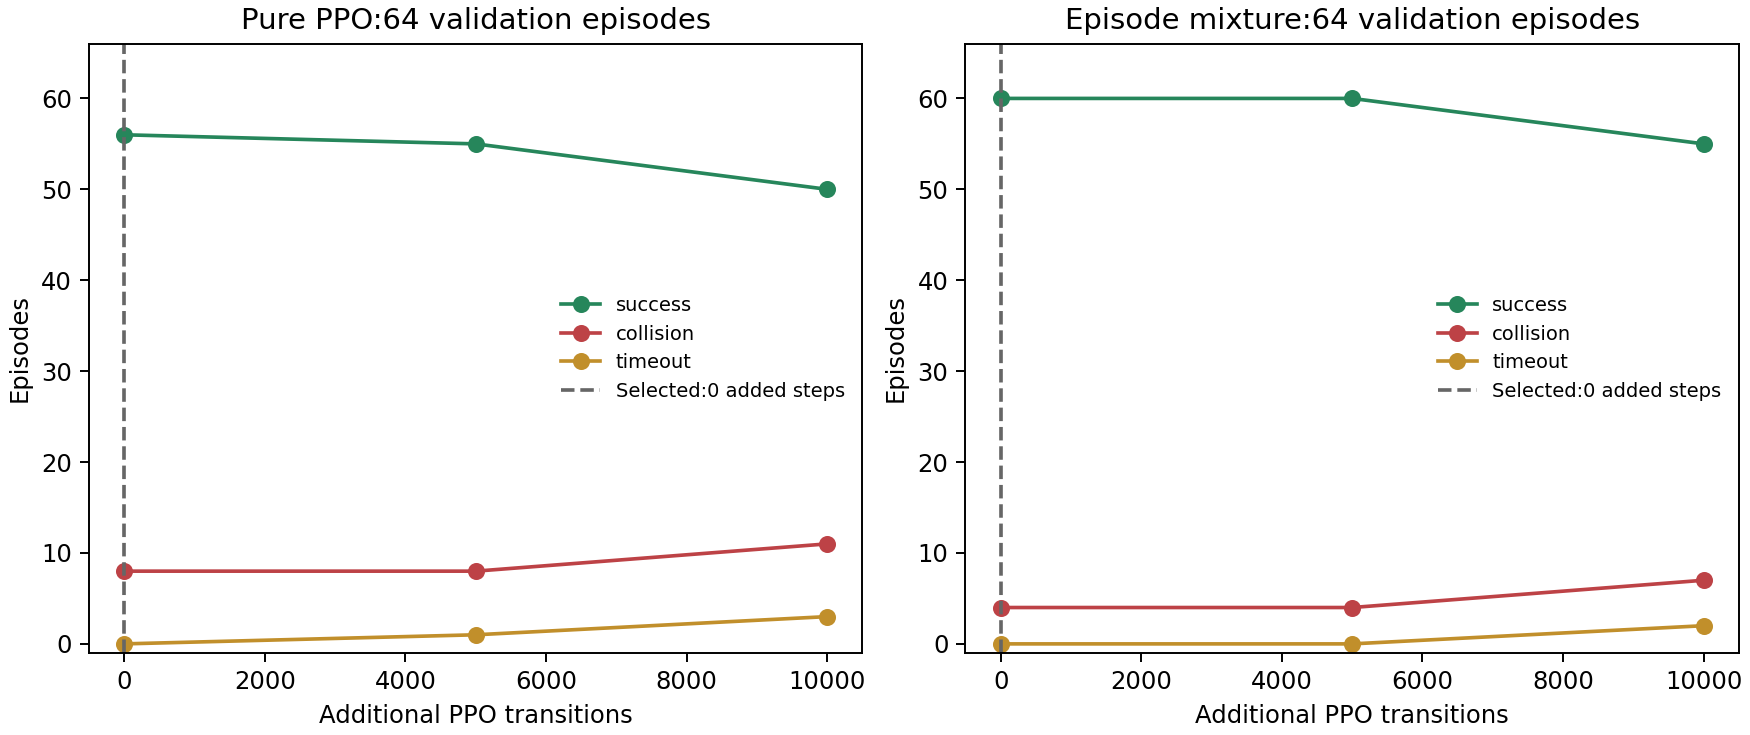 Pure PPO:64 validation episodes
Episodes
60
50
40
30
20
10
0
success
collision
timeout
Selected:0 added steps
0 2000 4000 6000 8000 10000
Additional PPO transitions
Episode mixture:64 validation episodes
Episodes
60
50
40
30
20
10
0
success
collision
timeout
Selected:0 added steps
0 2000 4000 6000 8000 10000
Additional PPO transitions